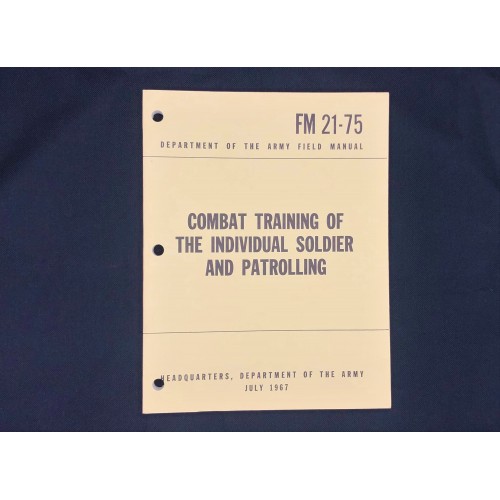 FM 21-75
DEPARTMENT OF THE ARMY FIELD MANUAL
COMBAT TRAINING OF
THE INDIVIDUAL SOLDIER
AND PATROLLING
HEADQUARTERS, DEPARTMENT OF THE ARMY
JULY 1967